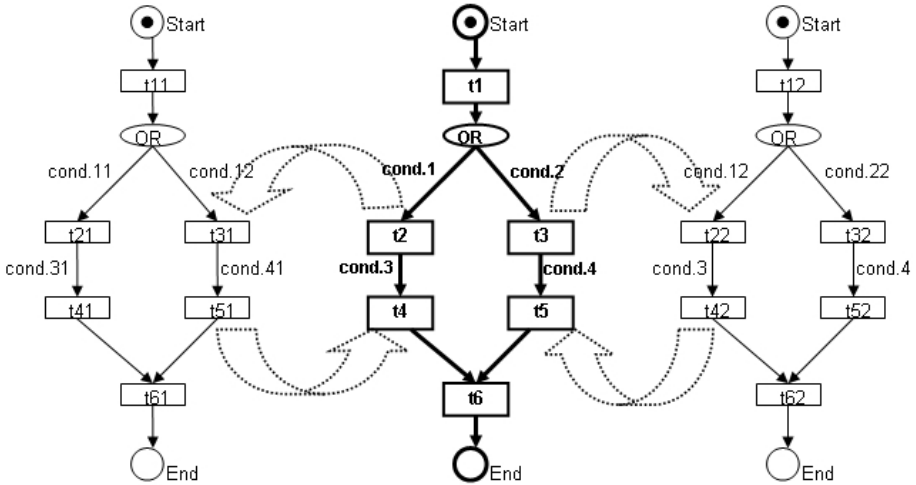 Start Start Start
t11 t1 t12
OR OR OR
cond.11 cond.12 cond.1 cond.2 cond.12 cond.22
t21 t31 t2 t3 t22 t32
cond.31 cond.41 cond.3 cond.4 cond.3 cond.4
t41 t51 t4 t5 t42 t52
t61 t6 t62
End End End